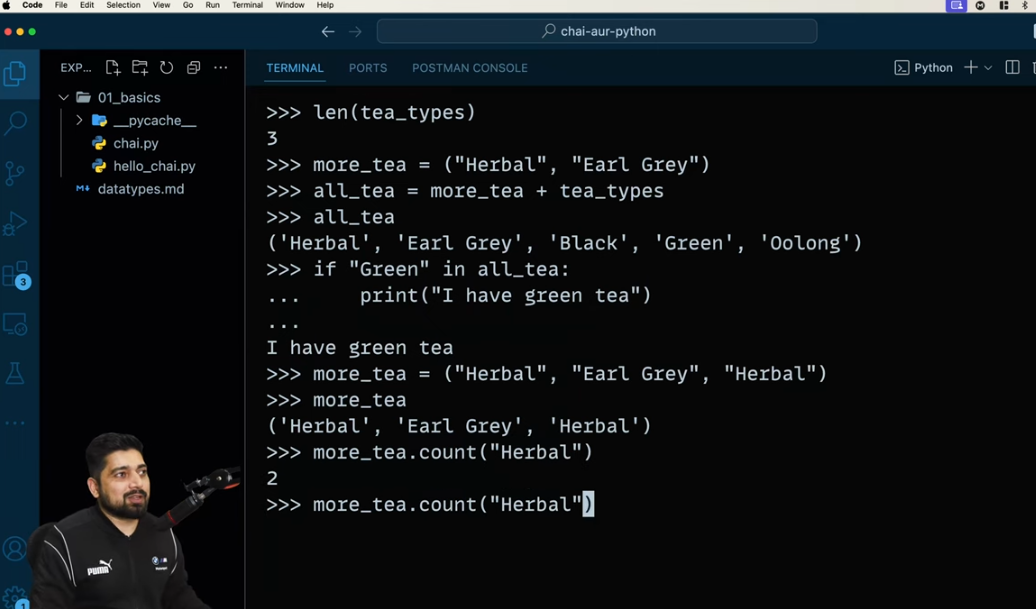 Code File Edit Selection View Go Run Terminal Window Help
chai-aur-python
EXP... TERMINAL PORTS POSTMAN CONSOLE Python
01_basics
__pycache__
chai.py
hello_chai.py
datatypes.md
>>> len(tea_types)
3
>>> more_tea = ("Herbal", "Earl Grey")
>>> all_tea = more_tea + tea_types
>>> all_tea
('Herbal', 'Earl Grey', 'Black', 'Green', 'Oolong')
>>> if "Green" in all_tea:
...     print("I have green tea")
...
I have green tea
>>> more_tea = ("Herbal", "Earl Grey", "Herbal")
>>> more_tea
('Herbal', 'Earl Grey', 'Herbal')
>>> more_tea.count("Herbal")
2
>>> more_tea.count("Herbal")
3
1
PUMA